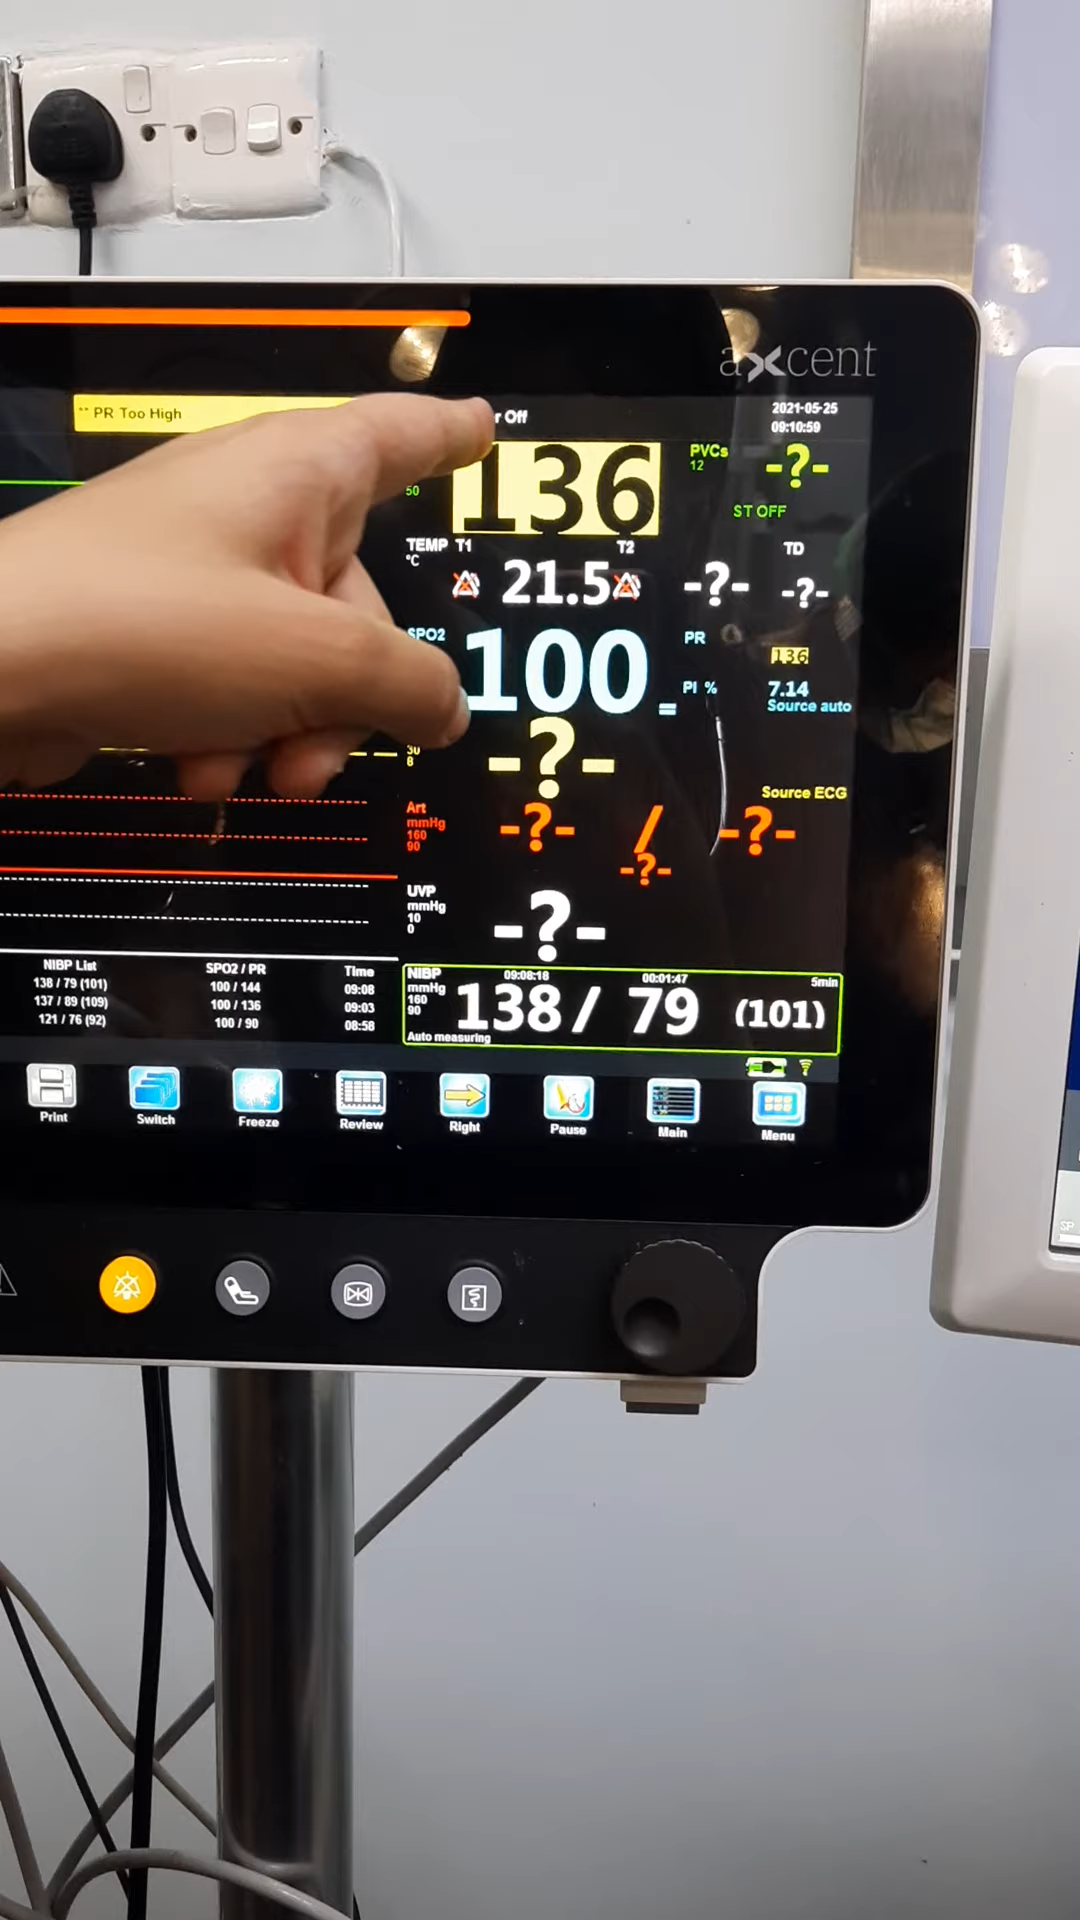 axcent
** PR Too High
r Off
2021-05-25
09:10:59
50
136
PVCs
12
-?-
ST OFF
TEMP T1
T2
TD
°C
21.5
-?-
-?-
SPO2
100
PR
136
PI %
7.14
Source auto
30
8
-?-
Source ECG
Art
mmHg
160
90
-?- / -?-
-?-
UVP
mmHg
10
0
-?-
NIBP List
SPO2 / PR
Time
138 / 79 (101)
100 / 144
09:08
137 / 89 (109)
100 / 136
09:03
121 / 76 (92)
100 / 90
08:58
NIBP
09:08:18
00:01:47
5min
mmHg
160
90
138 / 79 (101)
Auto measuring
Print
Switch
Freeze
Review
Right
Pause
Main
Menu
SP